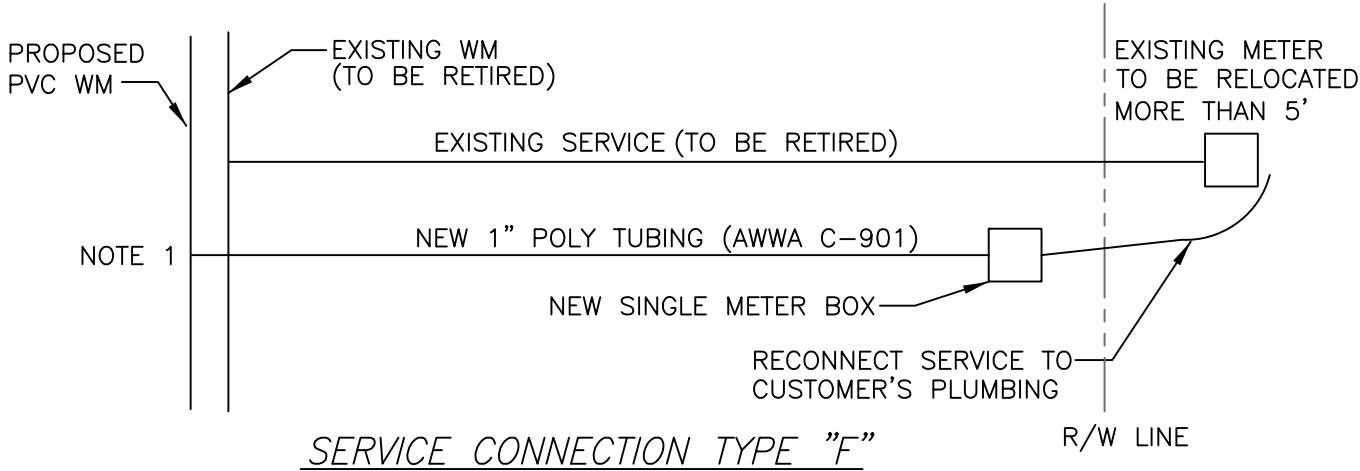 PROPOSED
PVC WM
EXISTING WM
(TO BE RETIRED)
EXISTING METER
TO BE RELOCATED
MORE THAN 5'
EXISTING SERVICE (TO BE RETIRED)
NOTE 1
NEW 1" POLY TUBING (AWWA C-901)
NEW SINGLE METER BOX
RECONNECT SERVICE TO
CUSTOMER'S PLUMBING
R/W LINE
SERVICE CONNECTION TYPE "F"